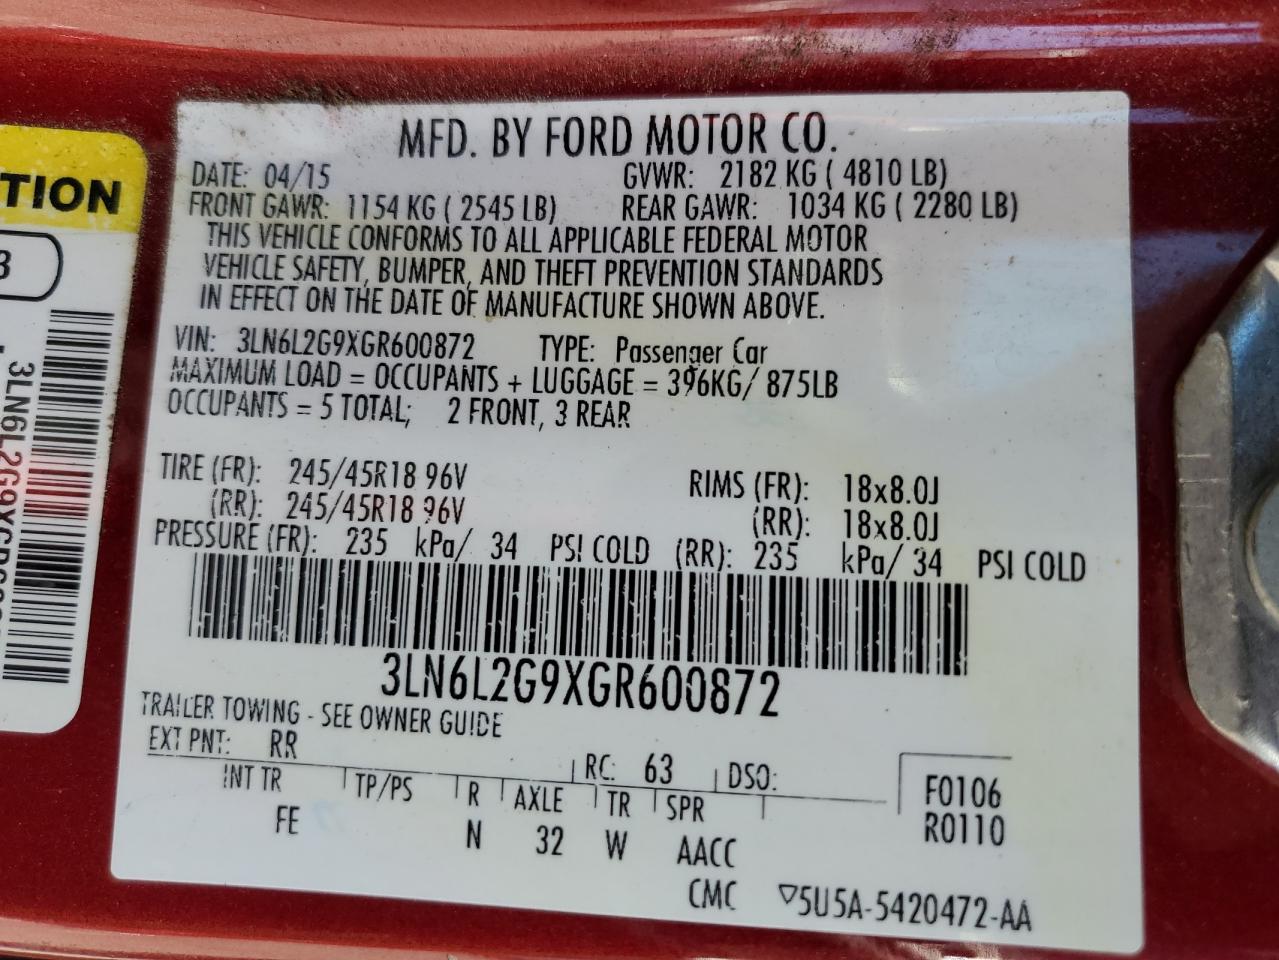 MFD. BY FORD MOTOR CO.
DATE: 04/15 GVWR: 2182 KG ( 4810 LB)
FRONT GAWR: 1154 KG ( 2545 LB) REAR GAWR: 1034 KG ( 2280 LB)
THIS VEHICLE CONFORMS TO ALL APPLICABLE FEDERAL MOTOR
VEHICLE SAFETY, BUMPER, AND THEFT PREVENTION STANDARDS
IN EFFECT ON THE DATE OF MANUFACTURE SHOWN ABOVE.
VIN: 3LN6L2G9XGR600872 TYPE: Passenger Car
MAXIMUM LOAD = OCCUPANTS + LUGGAGE = 396KG/ 875LB
OCCUPANTS = 5 TOTAL; 2 FRONT, 3 REAR
TIRE (FR): 245/45R18 96V RIMS (FR): 18x8.0J
(RR): 245/45R18 96V (RR): 18x8.0J
PRESSURE (FR): 235 kPa/ 34 PSI COLD (RR): 235 kPa/ 34 PSI COLD
3LN6L2G9XGR600872
TRAILER TOWING - SEE OWNER GUIDE
EXT PNT: RR RC: 63 DSO:
INT TR TP/PS R AXLE TR SPR F0106
FE N 32 W AACC R0110
CMC 5U5A-5420472-AA
TION
3
3LN6L2G9XGR6